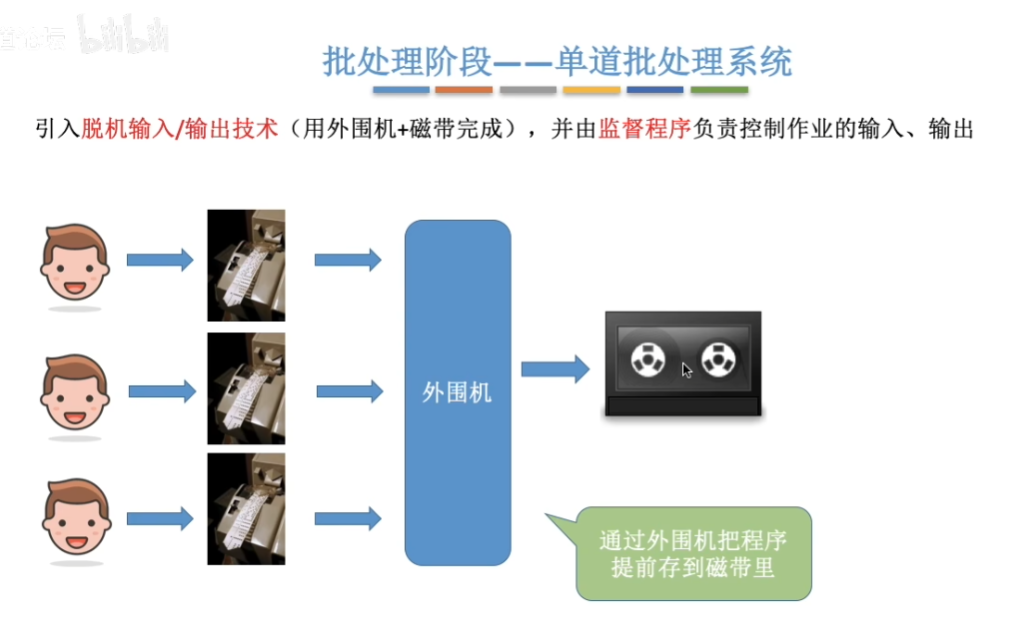 bilibili
批处理阶段——单道批处理系统
引入脱机输入/输出技术（用外围机+磁带完成），并由监督程序负责控制作业的输入、输出
外围机
通过外围机把程序
提前存到磁带里